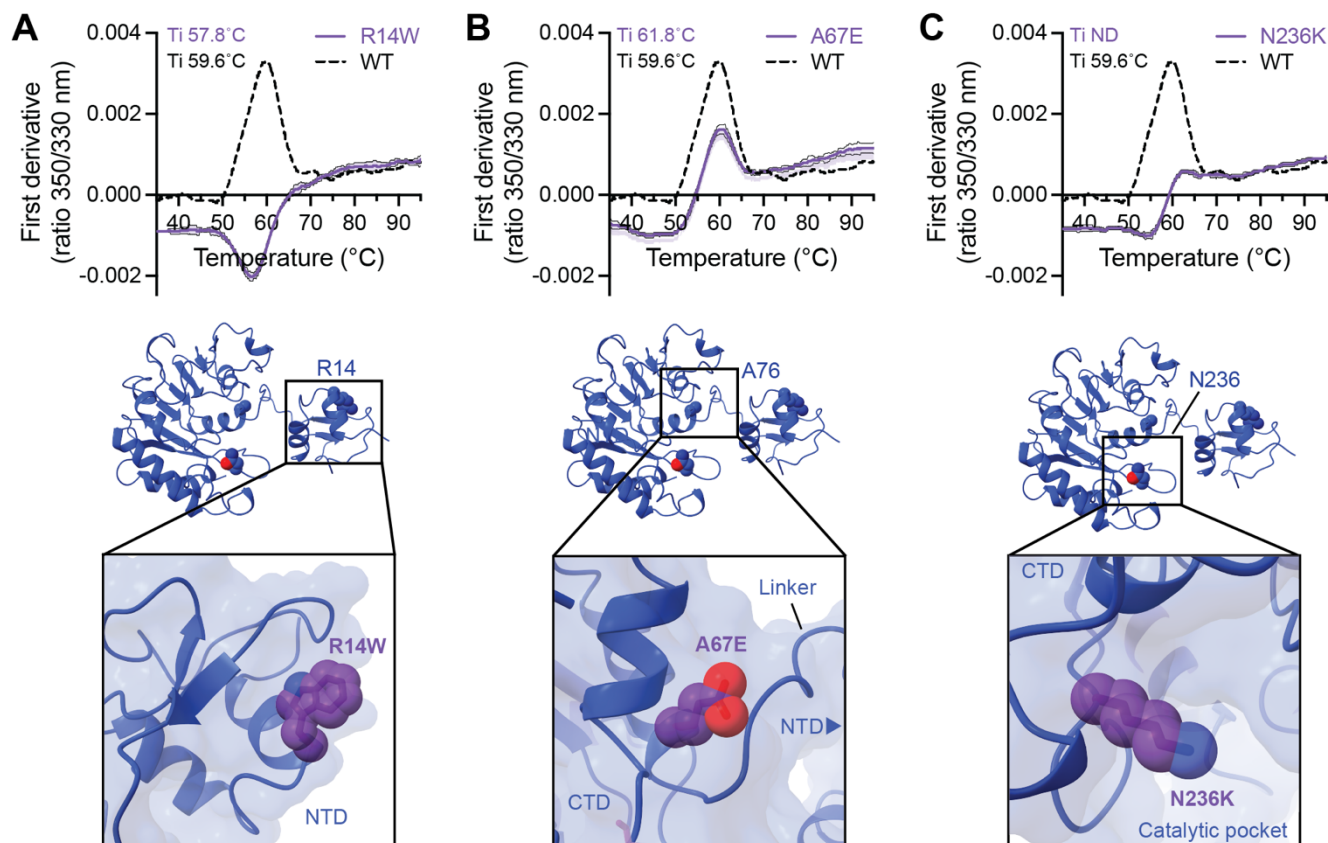 A
0.004
0.002
0.000
-0.002
First derivative
(ratio 350/330 nm)
Ti 57.8˚C
Ti 59.6˚C
R14W
WT
40 50 60 70 80 90
Temperature (°C)
B
0.004
0.002
0.000
-0.002
First derivative
(ratio 350/330 nm)
Ti 61.8˚C
Ti 59.6˚C
A67E
WT
40 50 60 70 80 90
Temperature (°C)
C
0.004
0.002
0.000
-0.002
First derivative
(ratio 350/330 nm)
Ti ND
Ti 59.6˚C
N236K
WT
40 50 60 70 80 90
Temperature (°C)
R14
A76
N236
R14W
NTD
Linker
A67E
NTD
CTD
CTD
N236K
Catalytic pocket